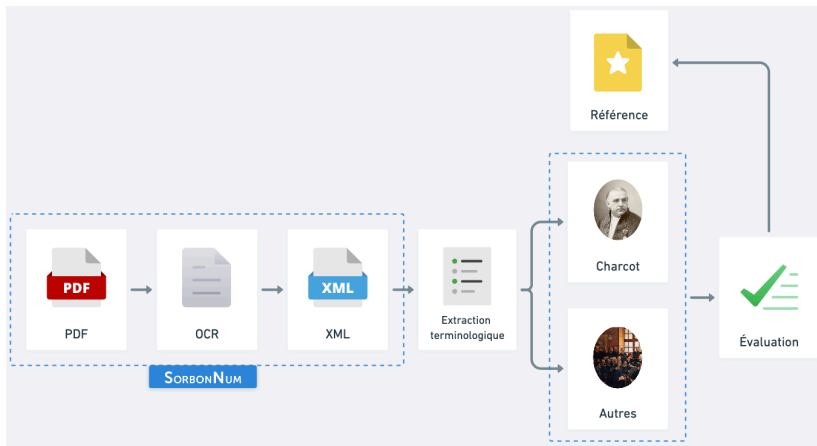 Référence
Charcot
PDF
PDF
OCR
XML
XML
Extraction
terminologique
Évaluation
Autres
SorbonNum